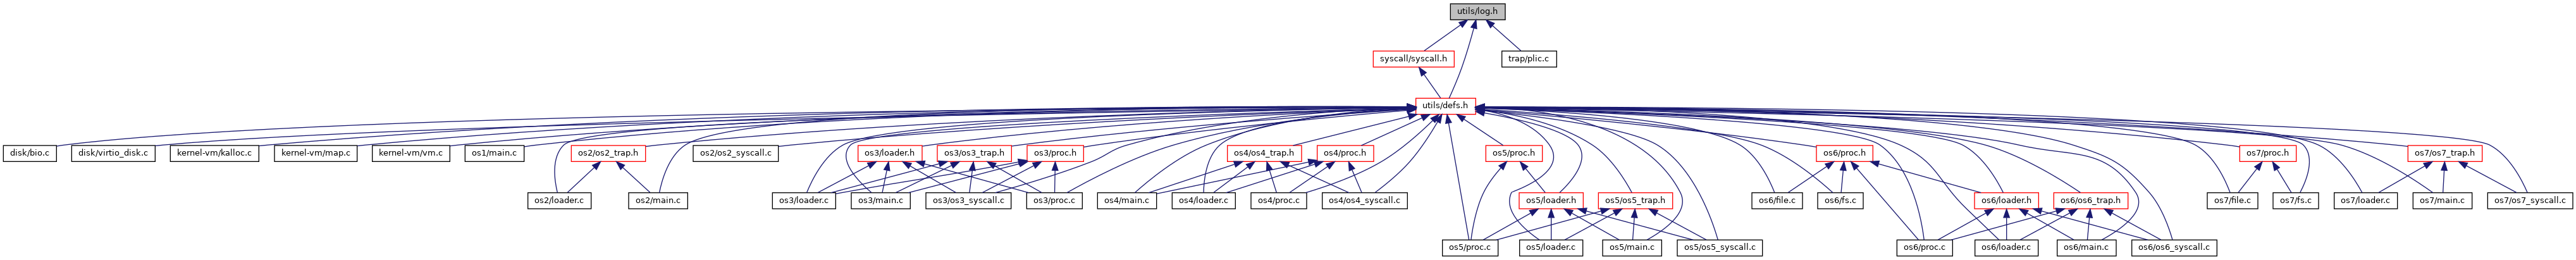 utils/log.h
syscall/syscall.h
trap/plic.c
utils/defs.h
disk/bio.c
disk/virtio_disk.c
kernel-vm/kalloc.c
kernel-vm/map.c
kernel-vm/vm.c
os1/main.c
os2/os2_trap.h
os2/os2_syscall.c
os3/loader.h
os3/os3_trap.h
os3/proc.h
os4/os4_trap.h
os4/proc.h
os5/proc.h
os6/proc.h
os7/proc.h
os7/os7_trap.h
os2/loader.c
os2/main.c
os3/loader.c
os3/main.c
os3/os3_syscall.c
os3/proc.c
os4/main.c
os4/loader.c
os4/proc.c
os4/os4_syscall.c
os5/loader.h
os5/os5_trap.h
os6/file.c
os6/fs.c
os6/loader.h
os6/os6_trap.h
os7/file.c
os7/fs.c
os7/loader.c
os7/main.c
os7/os7_syscall.c
os5/proc.c
os5/loader.c
os5/main.c
os5/os5_syscall.c
os6/proc.c
os6/loader.c
os6/main.c
os6/os6_syscall.c